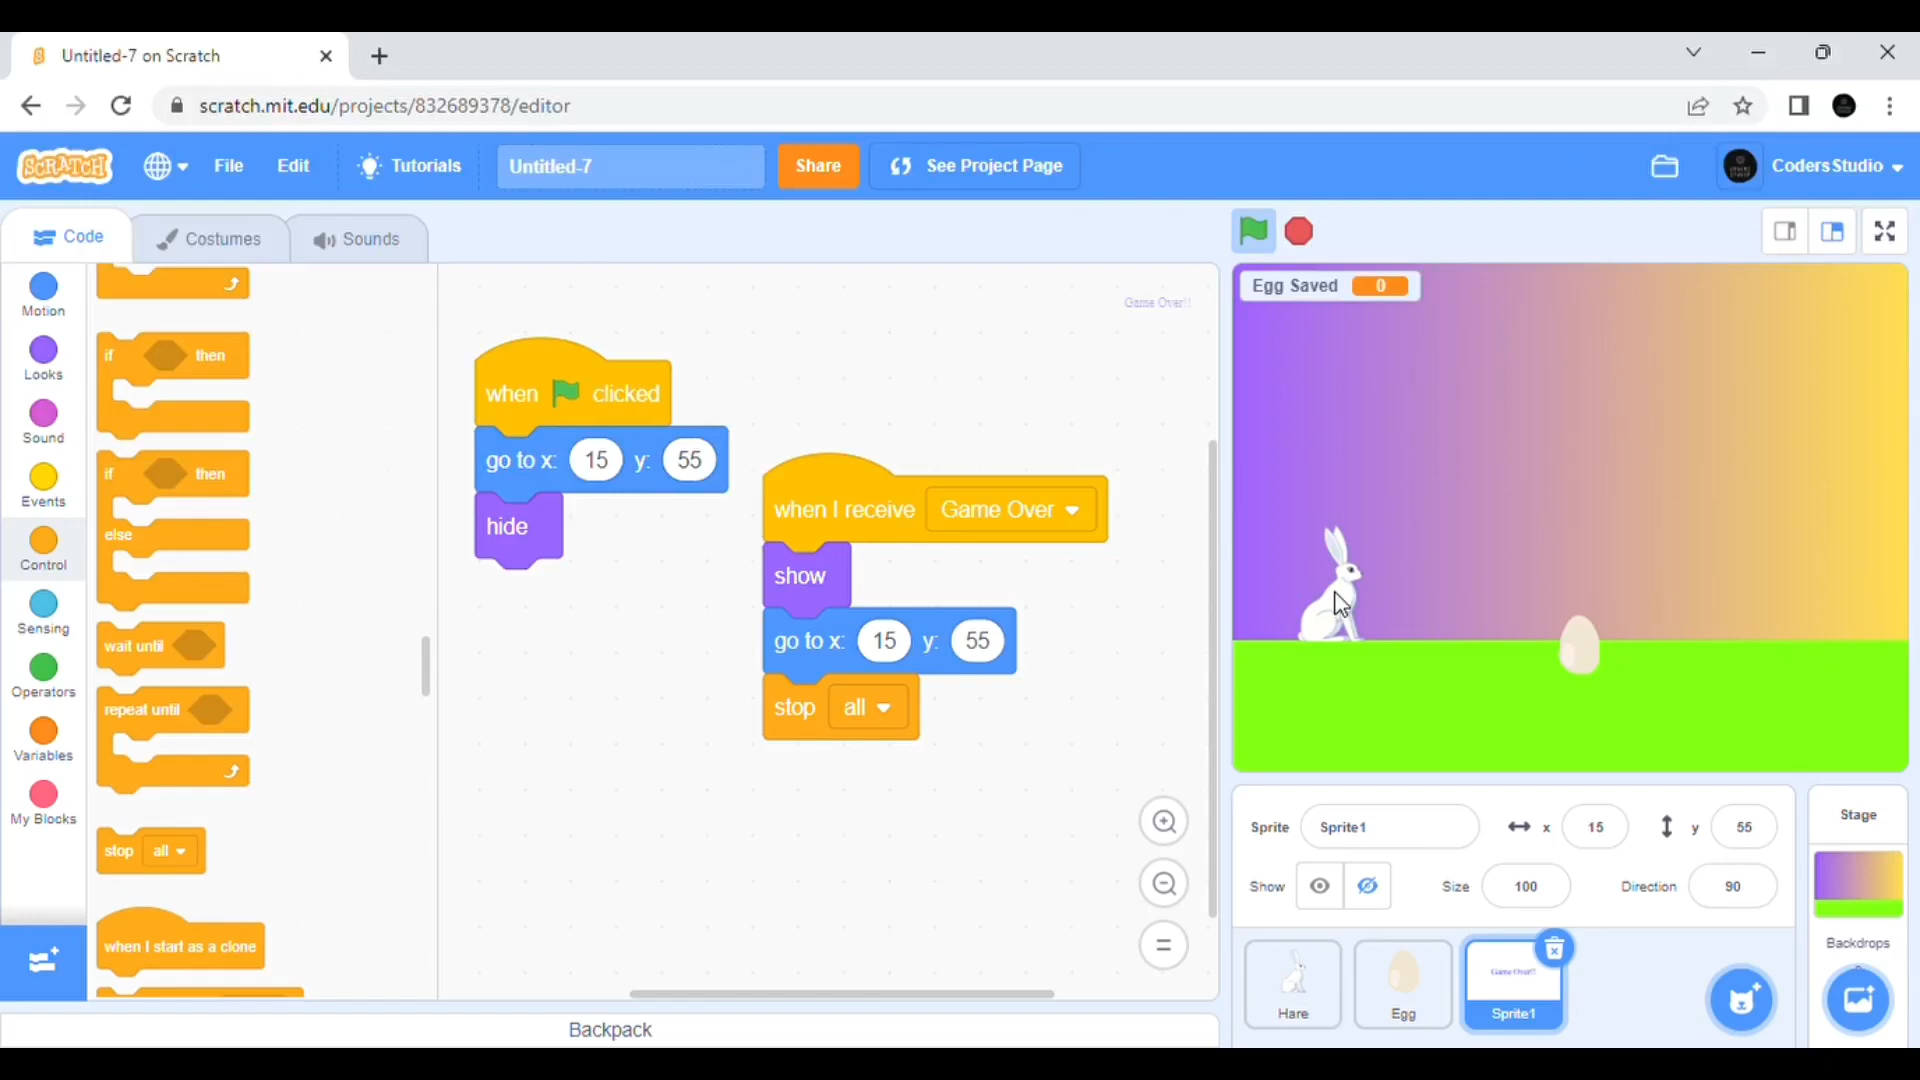 Untitled-7 on Scratch
scratch.mit.edu/projects/832689378/editor
SCRATCH
File
Edit
Tutorials
Untitled-7
Share
See Project Page
CodersStudio
Code
Costumes
Sounds
Motion
Looks
Sound
Events
Control
Sensing
Operators
Variables
My Blocks
if then
if then
else
wait until
repeat until
stop all
when I start as a clone
Game Over!!
when clicked
go to x: 15 y: 55
hide
when I receive Game Over
show
go to x: 15 y: 55
stop all
Backpack
Egg Saved 0
Sprite Sprite1 x 15 y 55
Show Size 100 Direction 90
Hare
Egg
Game Over!!
Sprite1
Stage
Backdrops